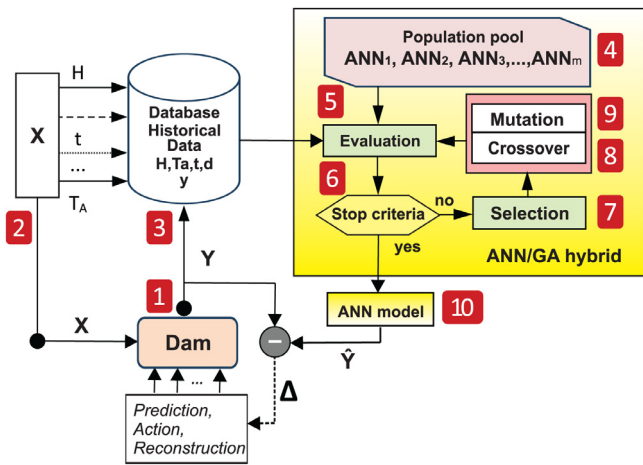 Population pool
ANN1, ANN2, ANN3,...,ANNm
4
H
X
t
...
TA
Database
Historical
Data
H,Ta,t,d
y
5
Evaluation
Mutation
9
Crossover
8
6
Stop criteria
no
Selection
7
yes
ANN/GA hybrid
2
3
Y
1
ANN model
10
X
Dam
−
Ŷ
...
Δ
Prediction,
Action,
Reconstruction